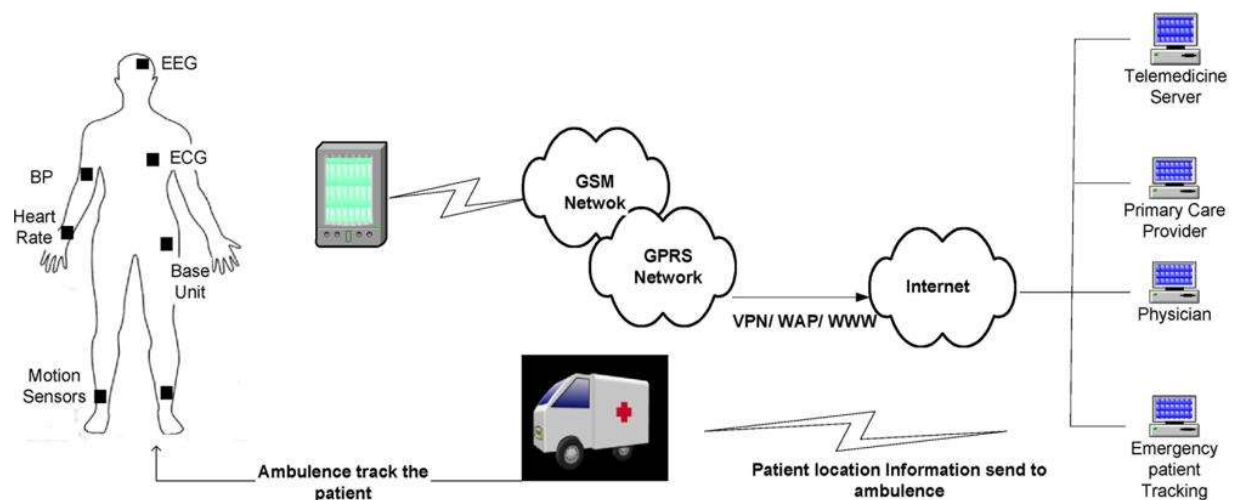 EEG
ECG
BP
Heart
Rate
Base
Unit
Motion
Sensors
GSM
Netwok
GPRS
Network
VPN/ WAP/ WWW
Internet
Telemedicine
Server
Primary Care
Provider
Physician
Emergency
patient
Tracking
Ambulence track the
patient
Patient location Information send to
ambulence